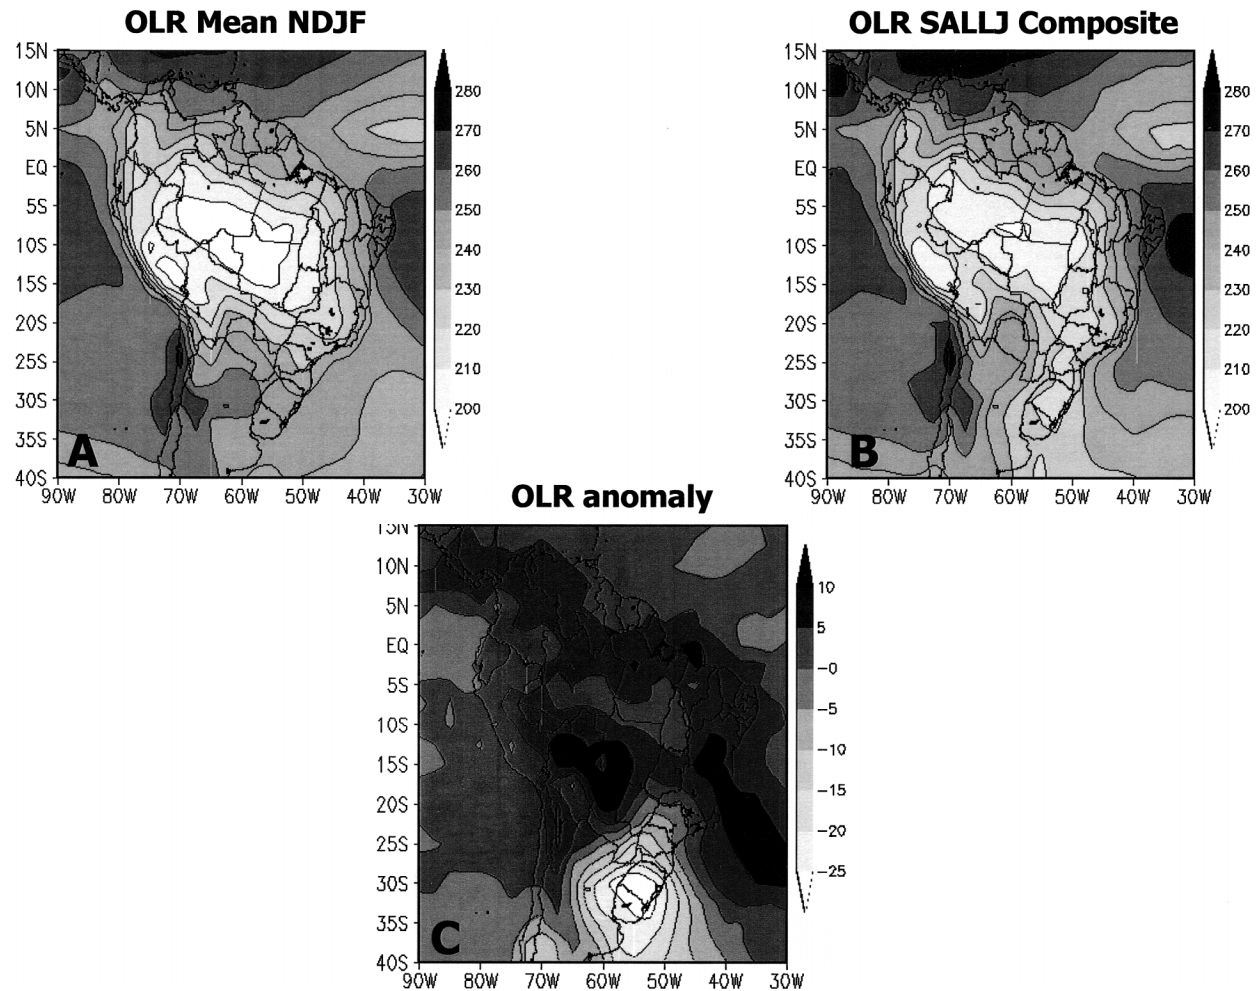 OLR Mean NDJF
15N
10N
5N
EQ
5S
10S
15S
20S
25S
30S
35S
40S
90W 80W 70W 60W 50W 40W 30W
280
270
260
250
240
230
220
210
200
A
OLR SALLJ Composite
15N
10N
5N
EQ
5S
10S
15S
20S
25S
30S
35S
40S
90W 80W 70W 60W 50W 40W 30W
280
270
260
250
240
230
220
210
200
B
OLR anomaly
15N
10N
5N
EQ
5S
10S
15S
20S
25S
30S
35S
40S
90W 80W 70W 60W 50W 40W 30W
10
5
-0
-5
-10
-15
-20
-25
C